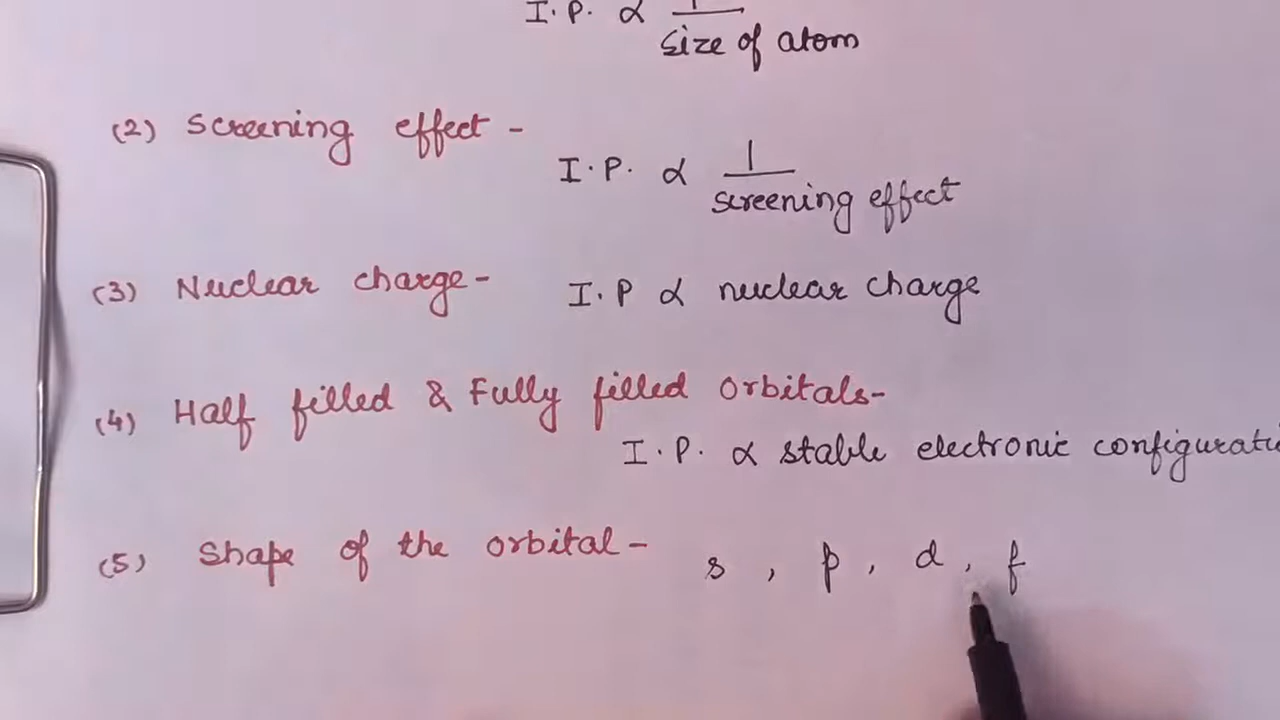 I. P. α 1/size of atom
(2) Screening effect -
I. P. α 1/screening effect
(3) Nuclear charge - I. P α nuclear charge
(4) Half filled & Fully filled Orbitals-
I. P. α stable electronic configurati
(5) Shape of the orbital - s , p , d , f